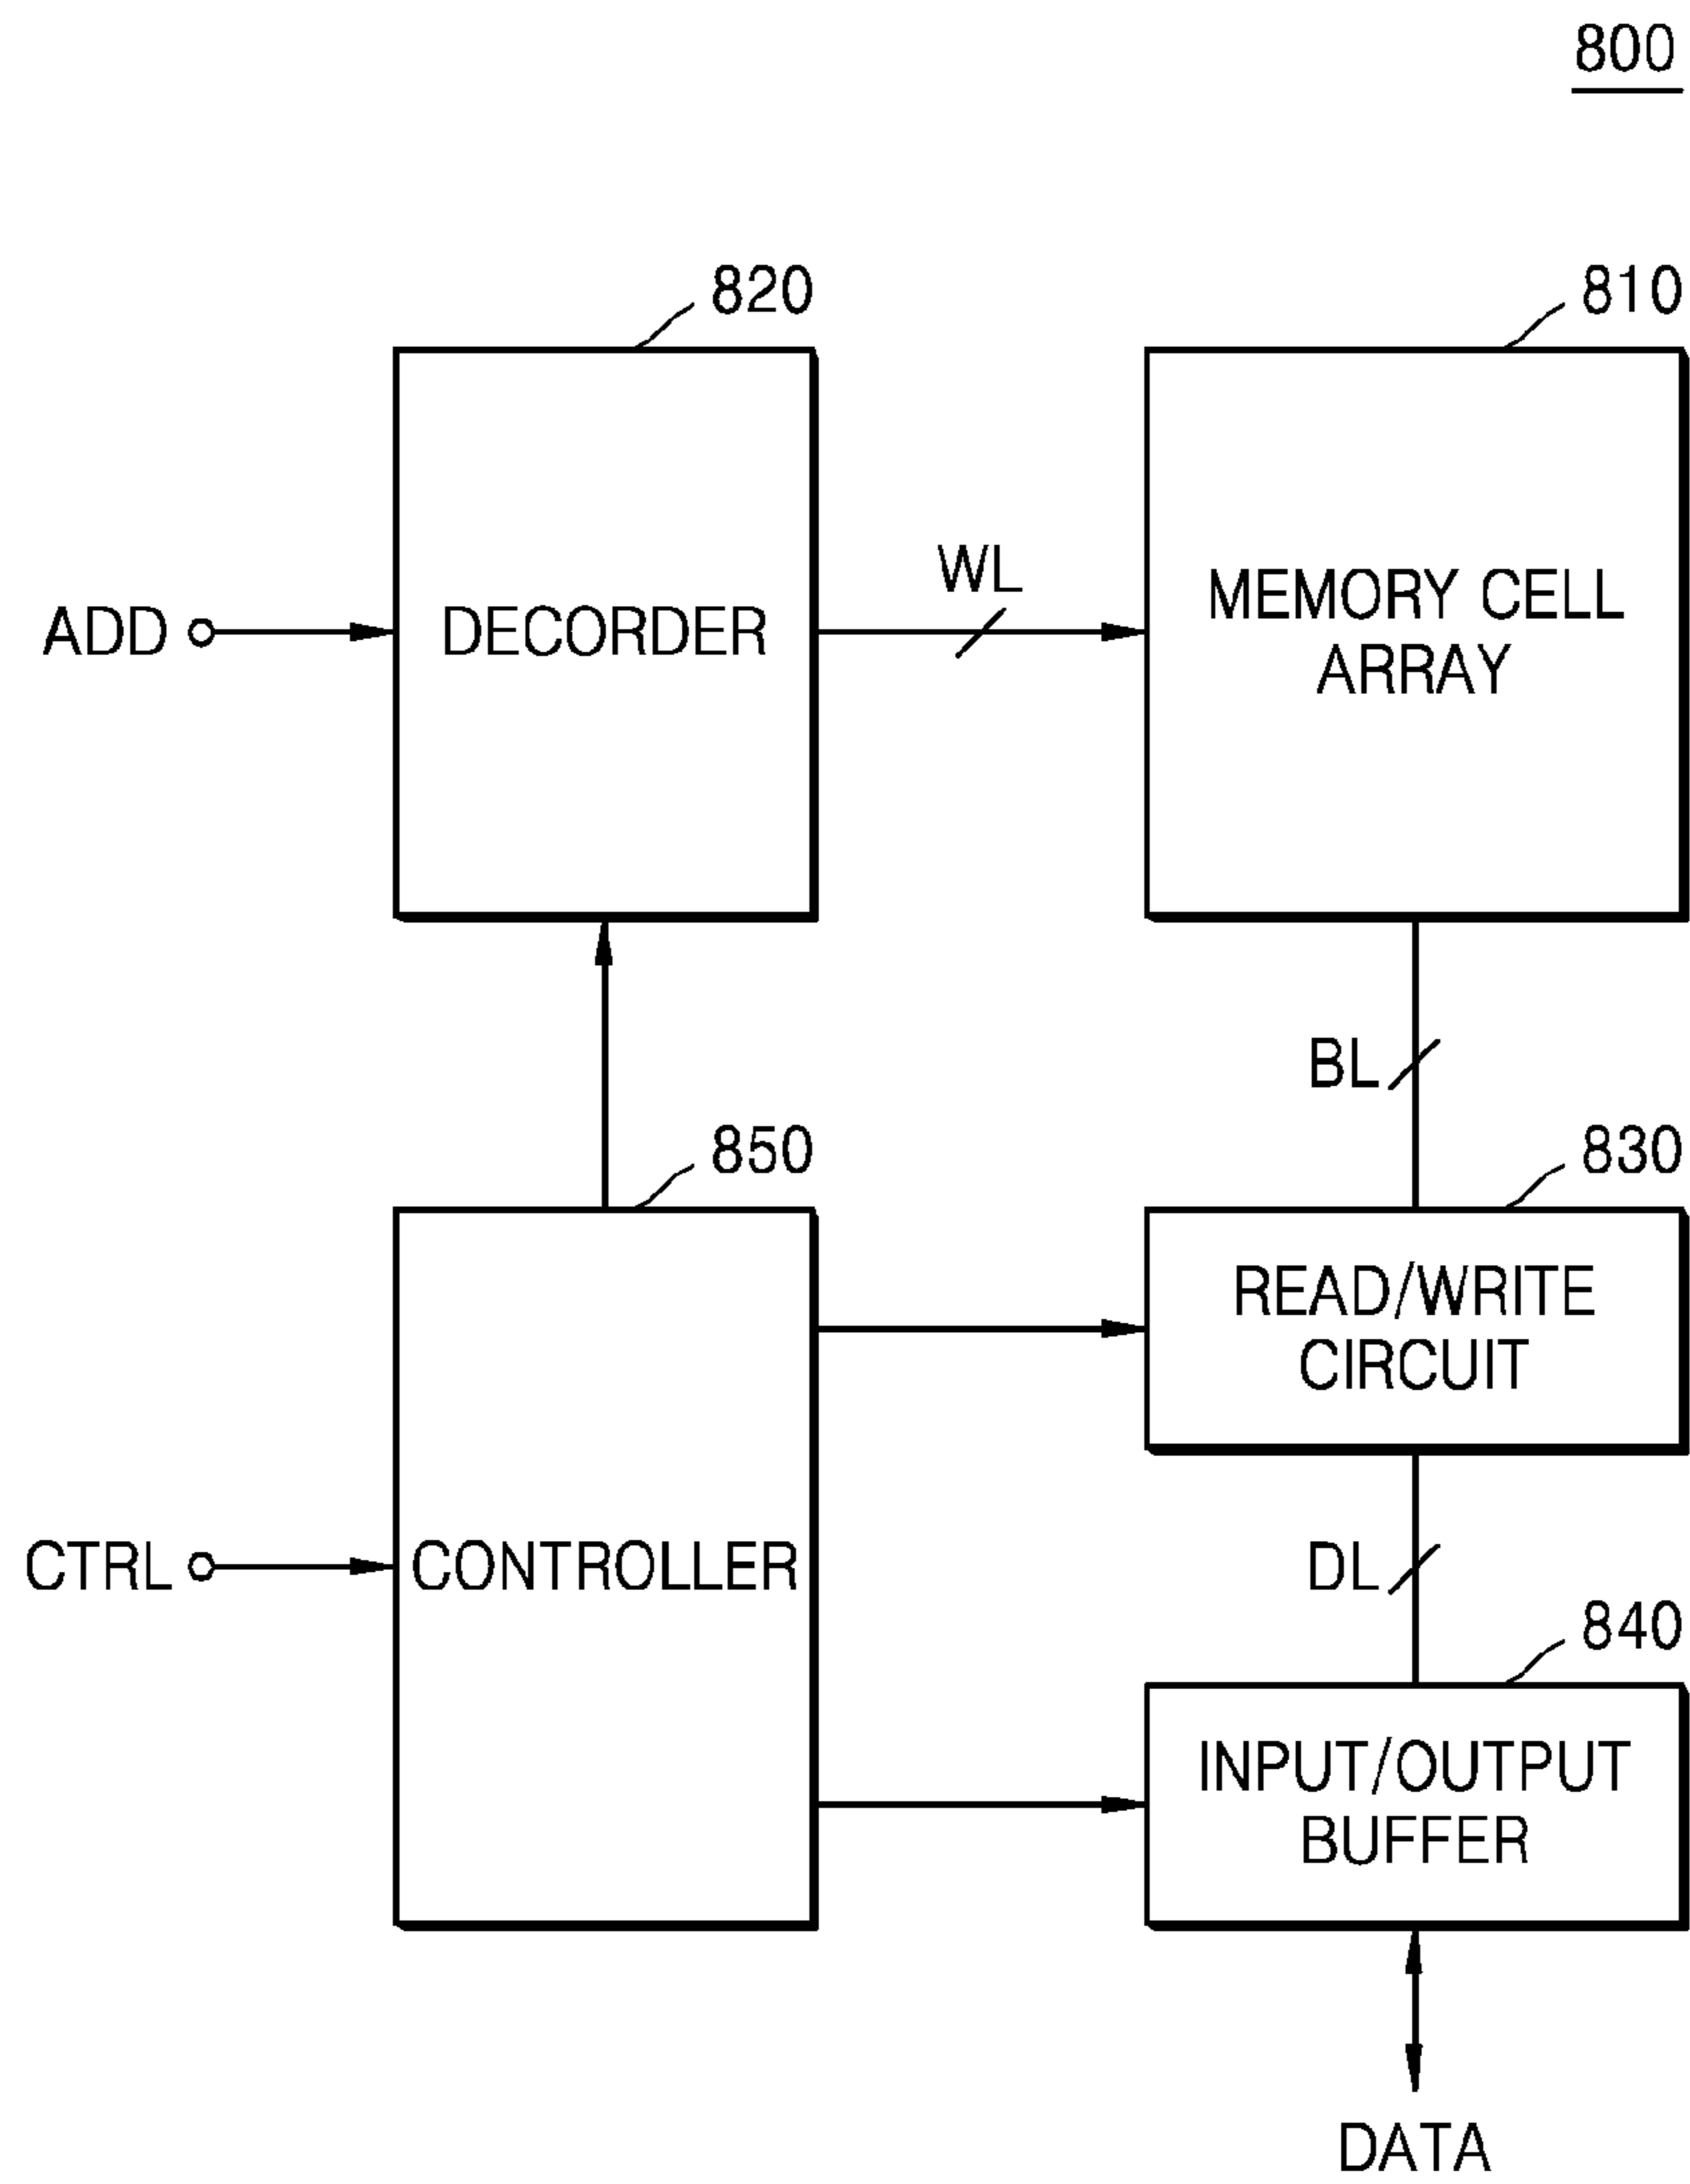 800
820
810
ADD
DECORDER
WL
MEMORY CELL
ARRAY
BL
850
830
READ/WRITE
CIRCUIT
CTRL
CONTROLLER
DL
840
INPUT/OUTPUT
BUFFER
DATA